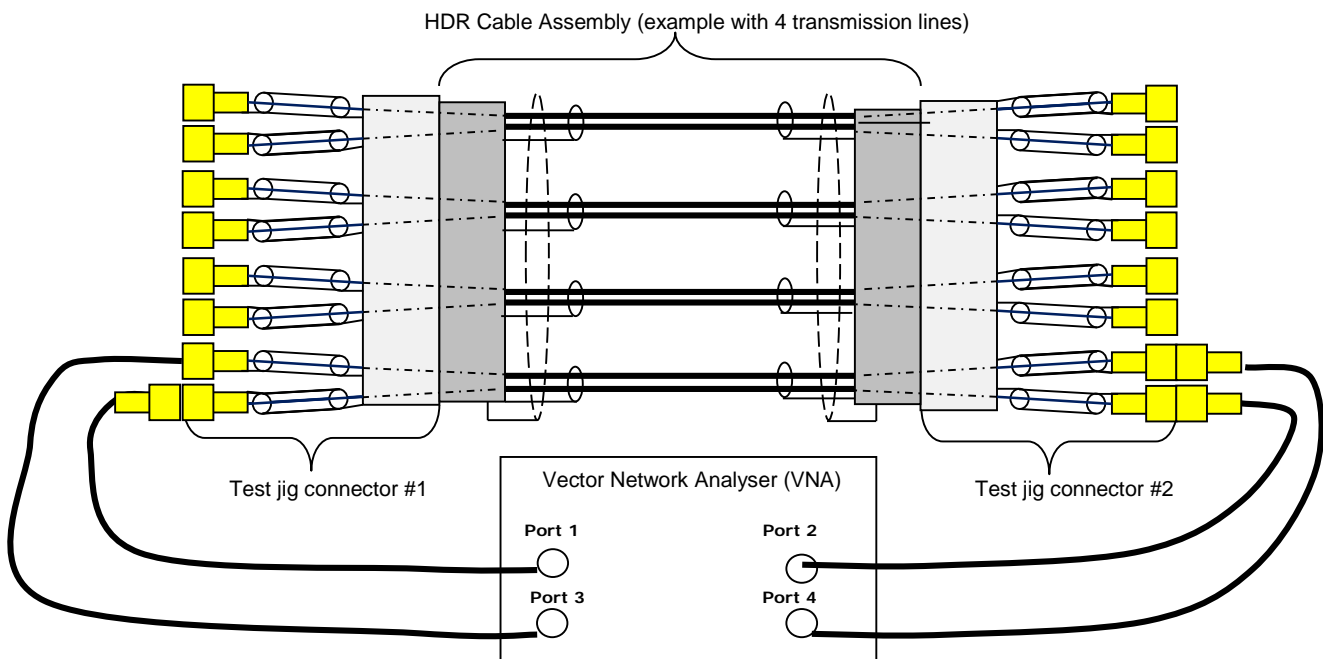 HDR Cable Assembly (example with 4 transmission lines)
Test jig connector #1
Vector Network Analyser (VNA)
Test jig connector #2
Port 1
Port 2
Port 3
Port 4